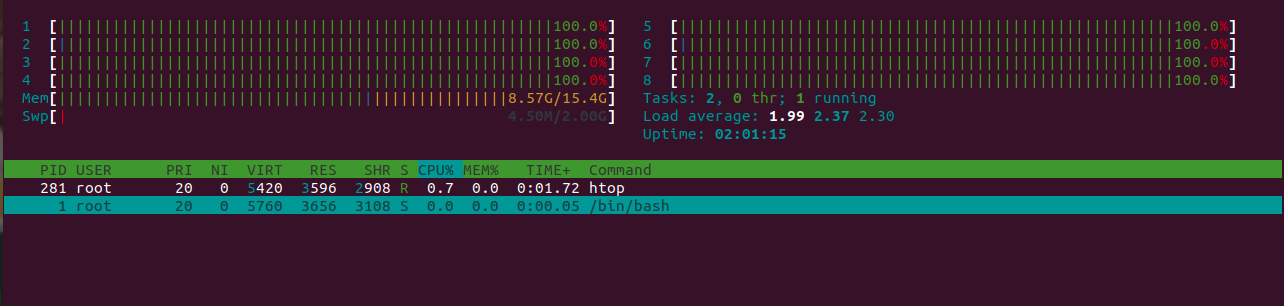 1 [||||||||||||||||||||||||||||||||||||||||||||||||||||||||100.0%] 5 [||||||||||||||||||||||||||||||||||||||||||||||||||||||||100.0%]
2 [||||||||||||||||||||||||||||||||||||||||||||||||||||||||100.0%] 6 [||||||||||||||||||||||||||||||||||||||||||||||||||||||||100.0%]
3 [||||||||||||||||||||||||||||||||||||||||||||||||||||||||100.0%] 7 [||||||||||||||||||||||||||||||||||||||||||||||||||||||||100.0%]
4 [||||||||||||||||||||||||||||||||||||||||||||||||||||||||100.0%] 8 [||||||||||||||||||||||||||||||||||||||||||||||||||||||||100.0%]
Mem[|||||||||||||||||||||||||||||||||||||||||||||||||||8.57G/15.4G] Tasks: 2, 0 thr; 1 running
Swp[| 4.50M/2.00G] Load average: 1.99 2.37 2.30
Uptime: 02:01:15
PID USER PRI NI VIRT RES SHR S CPU% MEM% TIME+ Command
281 root 20 0 5420 3596 2908 R 0.7 0.0 0:01.72 htop
1 root 20 0 5760 3656 3108 S 0.0 0.0 0:00.05 /bin/bash